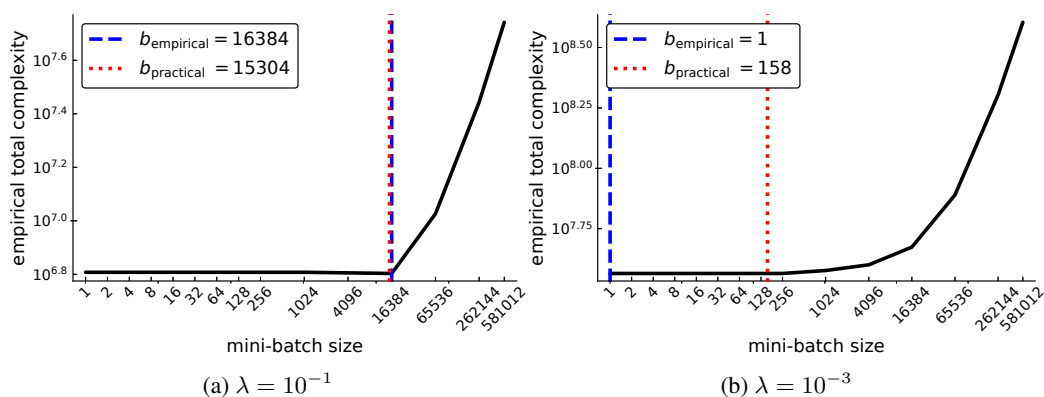 b_empirical = 16384
b_practical = 15304
empirical total complexity
10^7.6
10^7.4
10^7.2
10^7.0
10^6.8
1 2 4 8 16 32 64 128 256 1024 4096 16384 65536 262144 581012
mini-batch size
(a) λ = 10^−1
b_empirical = 1
b_practical = 158
empirical total complexity
10^8.50
10^8.25
10^8.00
10^7.75
1 2 4 8 16 32 64 128 256 1024 4096 16384 65536 262144 581012
mini-batch size
(b) λ = 10^−3